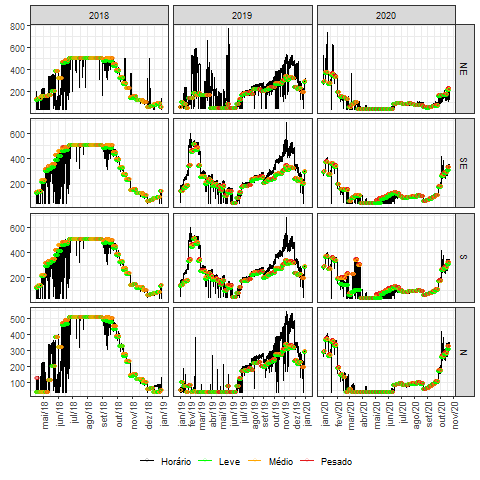 2018 2019 2020
800
600
400
200
NE
600
400
200
SE
600
400
200
S
500
400
300
200
100
N
mai/18 jun/18 jul/18 ago/18 set/18 out/18 nov/18 dez/18 jan/19
jan/19 fev/19 mar/19 abr/19 mai/19 jun/19 jul/19 ago/19 set/19 out/19 nov/19 dez/19 jan/20
jan/20 fev/20 mar/20 abr/20 mai/20 jun/20 jul/20 ago/20 set/20 out/20 nov/20
Horário Leve Médio Pesado